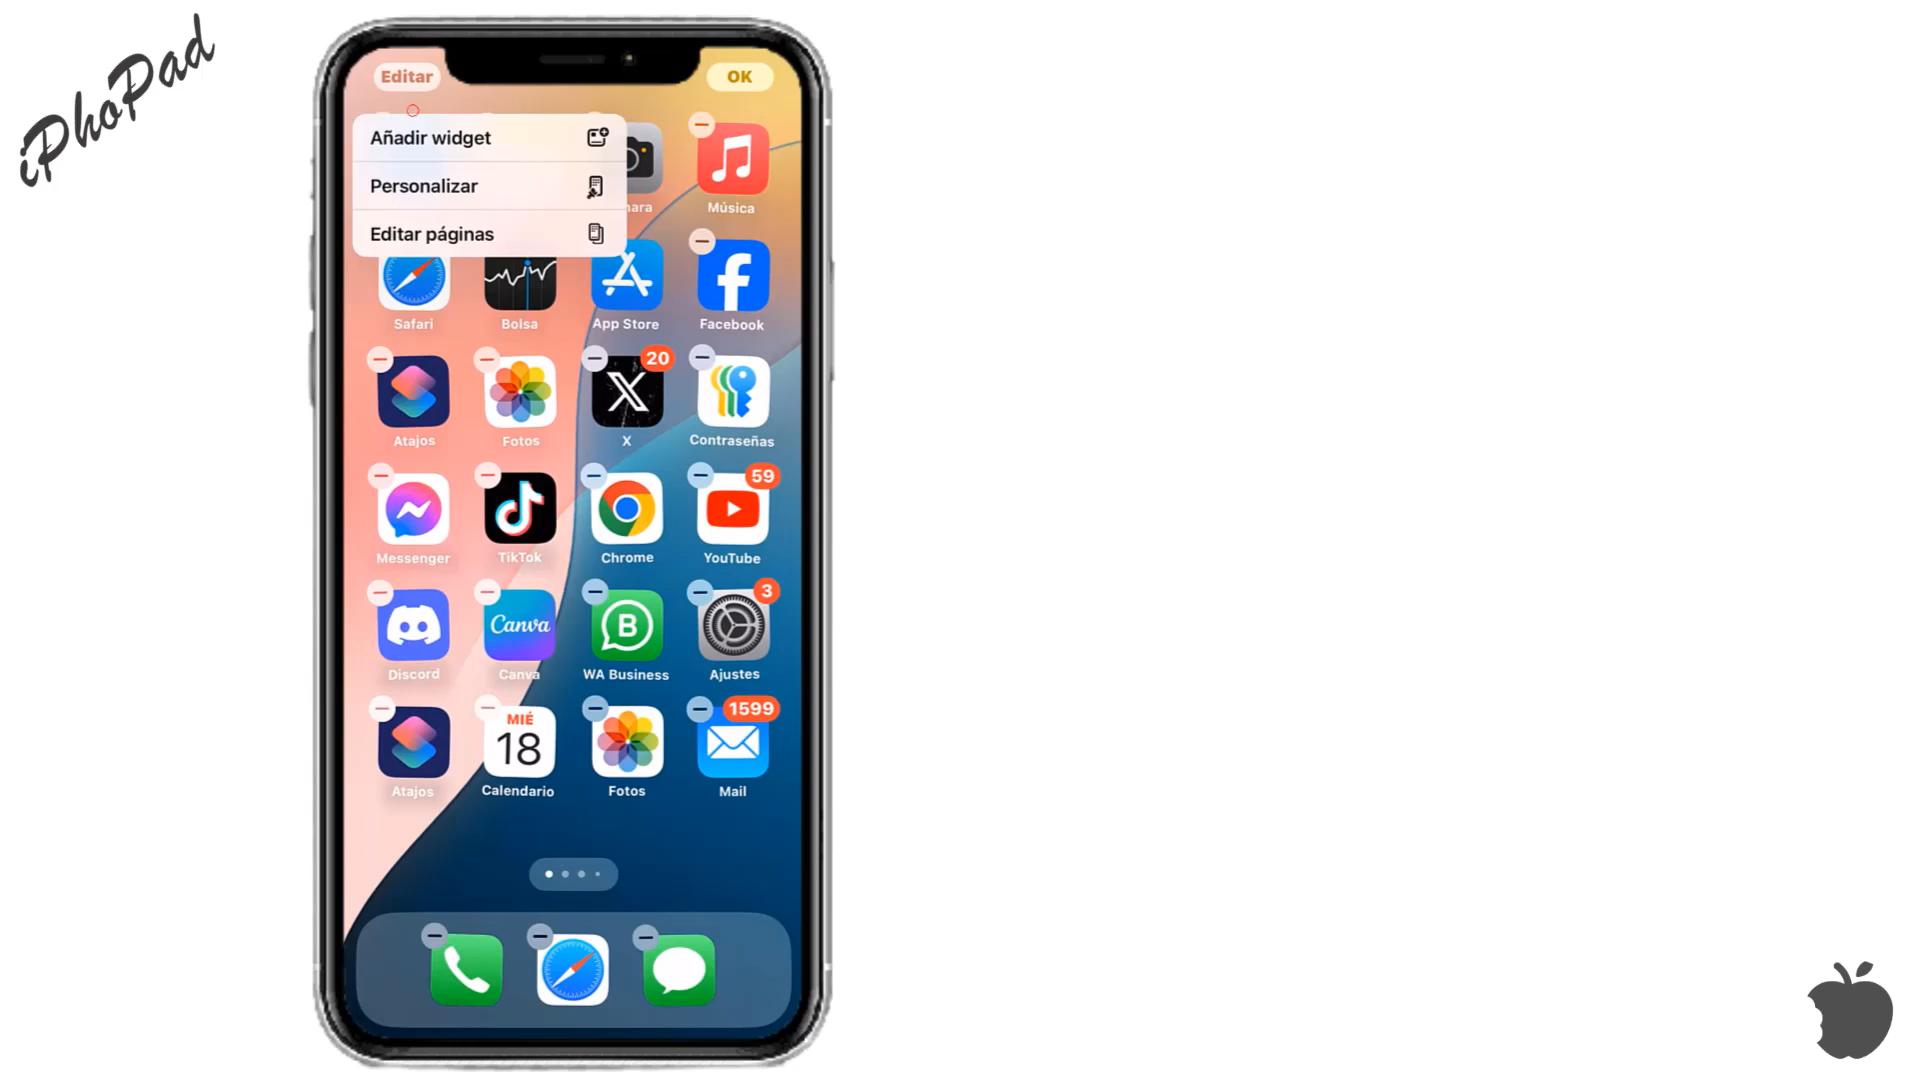 iPhoPad
Editar
OK
Añadir widget
Personalizar
Editar páginas
Música
Safari
Bolsa
App Store
Facebook
20
Atajos
Fotos
X
Contraseñas
59
Messenger
TikTok
Chrome
YouTube
Canva
B
3
Discord
Canva
WA Business
Ajustes
MIÉ
18
1599
Atajos
Calendario
Fotos
Mail